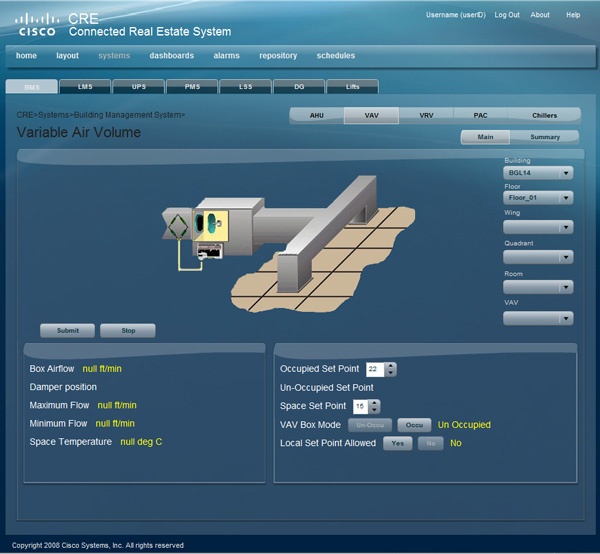 CISCO
CRE
Connected Real Estate System
Username (userID) Log Out About Help
home layout systems dashboards alarms repository schedules
BMS LMS UPS PMS LSS DG Lifts
CRE>Systems>Building Management System>
AHU VAV VRV PAC Chillers
Variable Air Volume
Main Summary
Building
BGL14
Floor
Floor_01
Wing
Quadrant
Room
VAV
Submit Stop
Box Airflow null ft/min
Damper position
Maximum Flow null ft/min
Minimum Flow null ft/min
Space Temperature null deg C
Occupied Set Point 22
Un-Occupied Set Point
Space Set Point 15
VAV Box Mode Un-Occu Occu Un Occupied
Local Set Point Allowed Yes No No
Copyright 2008 Cisco Systems, Inc. All rights reserved